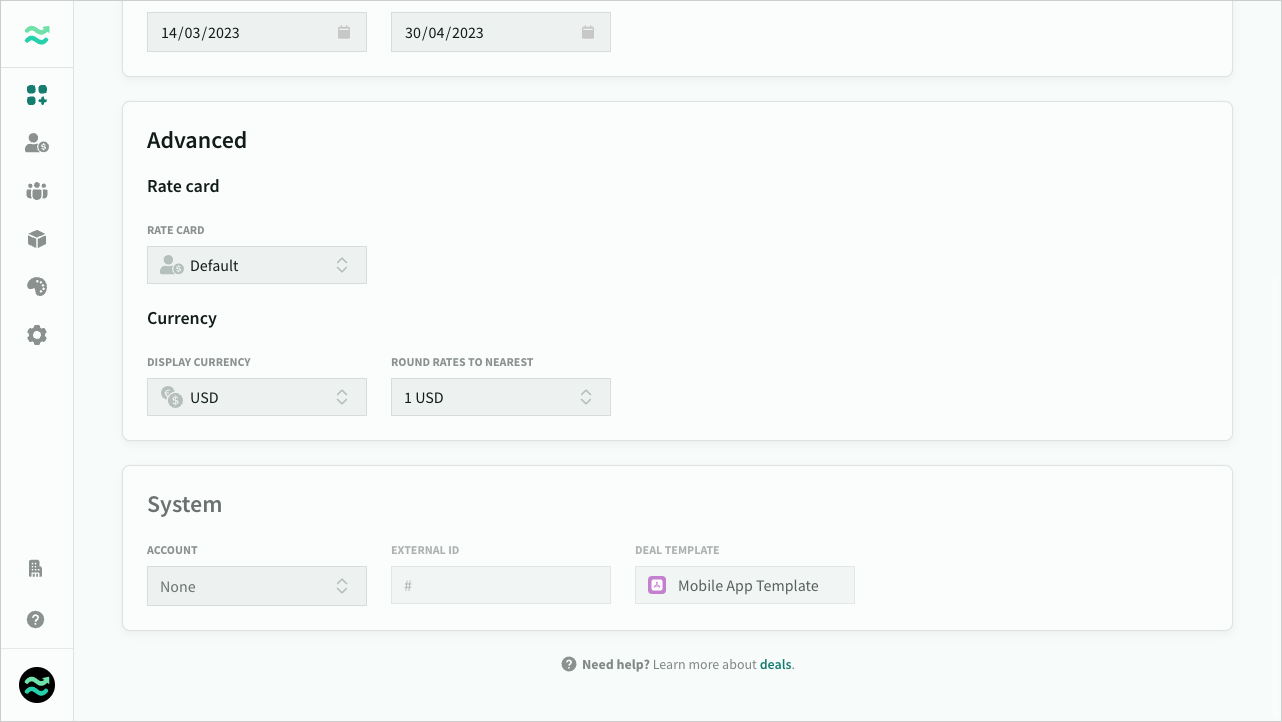 14/03/2023 30/04/2023
Advanced
Rate card
RATE CARD
Default
Currency
DISPLAY CURRENCY ROUND RATES TO NEAREST
USD 1 USD
System
ACCOUNT EXTERNAL ID DEAL TEMPLATE
None # Mobile App Template
Need help? Learn more about deals.